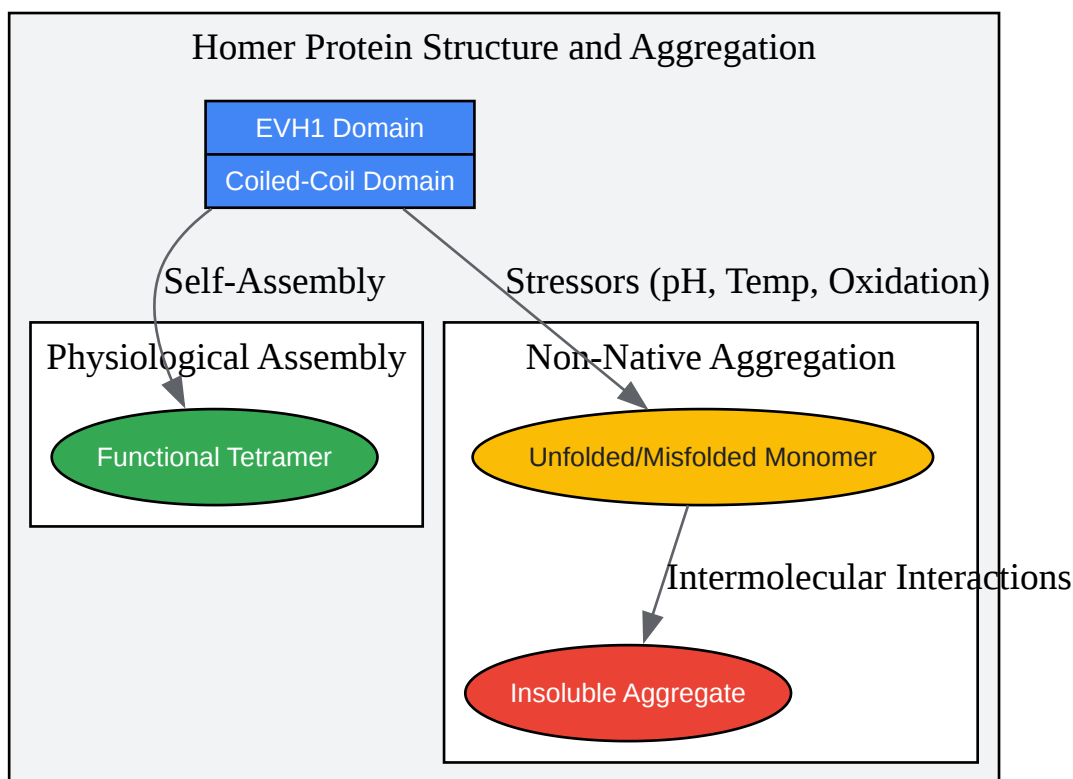 Homer Protein Structure and Aggregation
EVH1 Domain
Coiled-Coil Domain
Self-Assembly
Stressors (pH, Temp, Oxidation)
Physiological Assembly
Non-Native Aggregation
Functional Tetramer
Unfolded/Misfolded Monomer
Intermolecular Interactions
Insoluble Aggregate